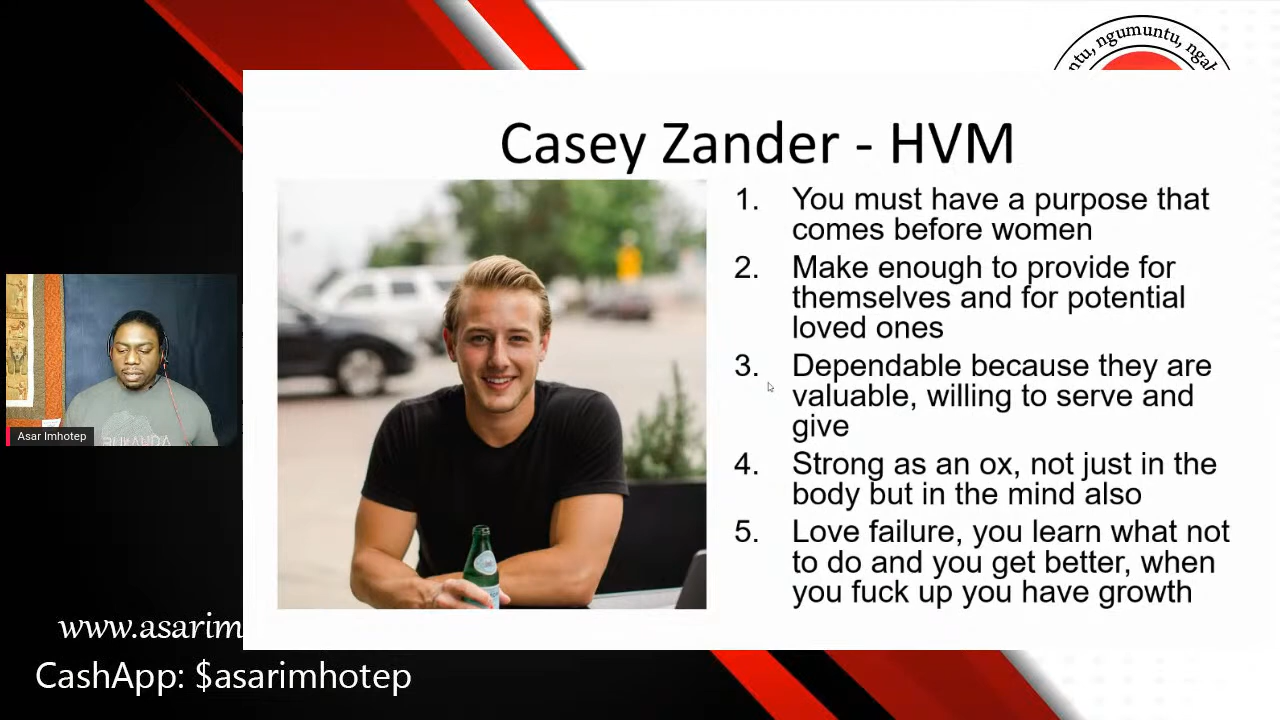 ngumuntu,
Casey Zander - HVM
1. You must have a purpose that
comes before women
2. Make enough to provide for
themselves and for potential
loved ones
3. Dependable because they are
valuable, willing to serve and
give
4. Strong as an ox, not just in the
body but in the mind also
5. Love failure, you learn what not
to do and you get better, when
you fuck up you have growth
Asar Imhotep
www.asarim
CashApp: $asarimhotep